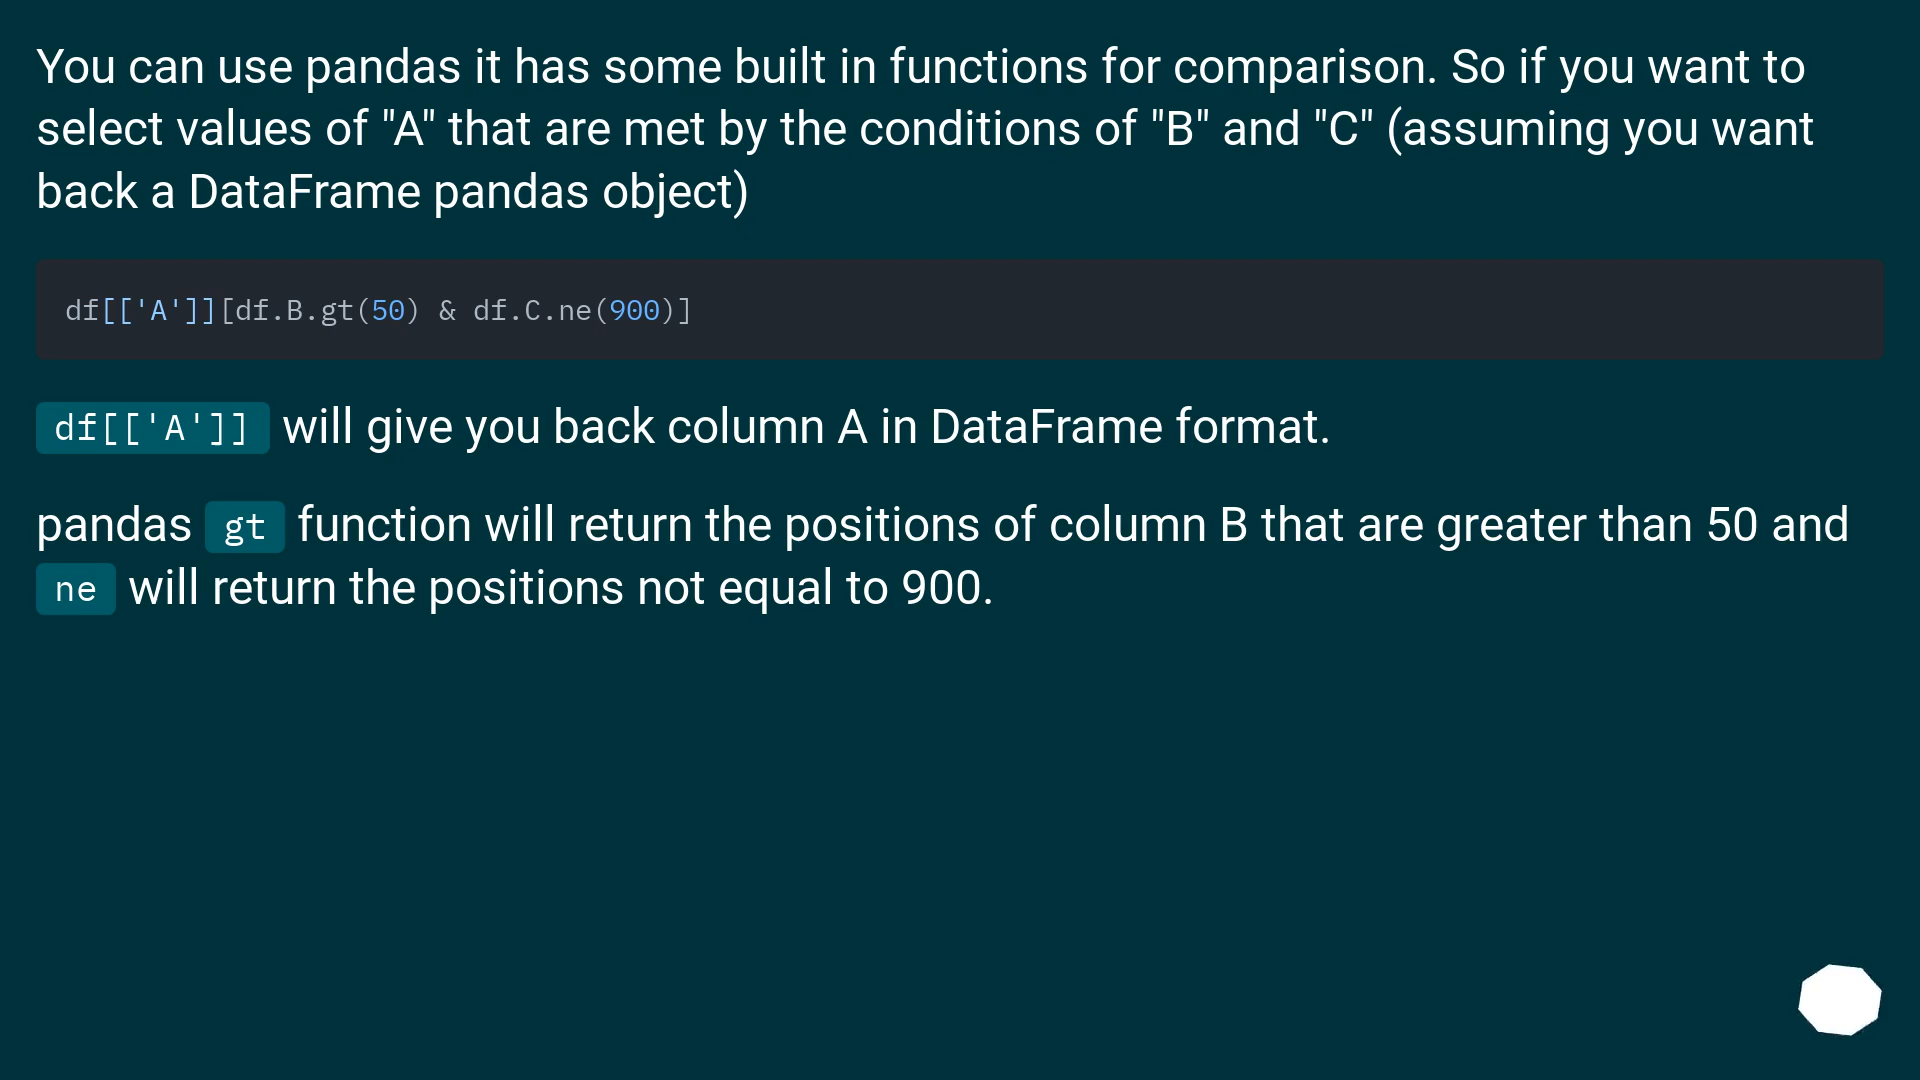 You can use pandas it has some built in functions for comparison. So if you want to
select values of "A" that are met by the conditions of "B" and "C" (assuming you want
back a DataFrame pandas object)
df[['A']][df.B.gt(50) & df.C.ne(900)]
df[['A']] will give you back column A in DataFrame format.
pandas gt function will return the positions of column B that are greater than 50 and
ne will return the positions not equal to 900.